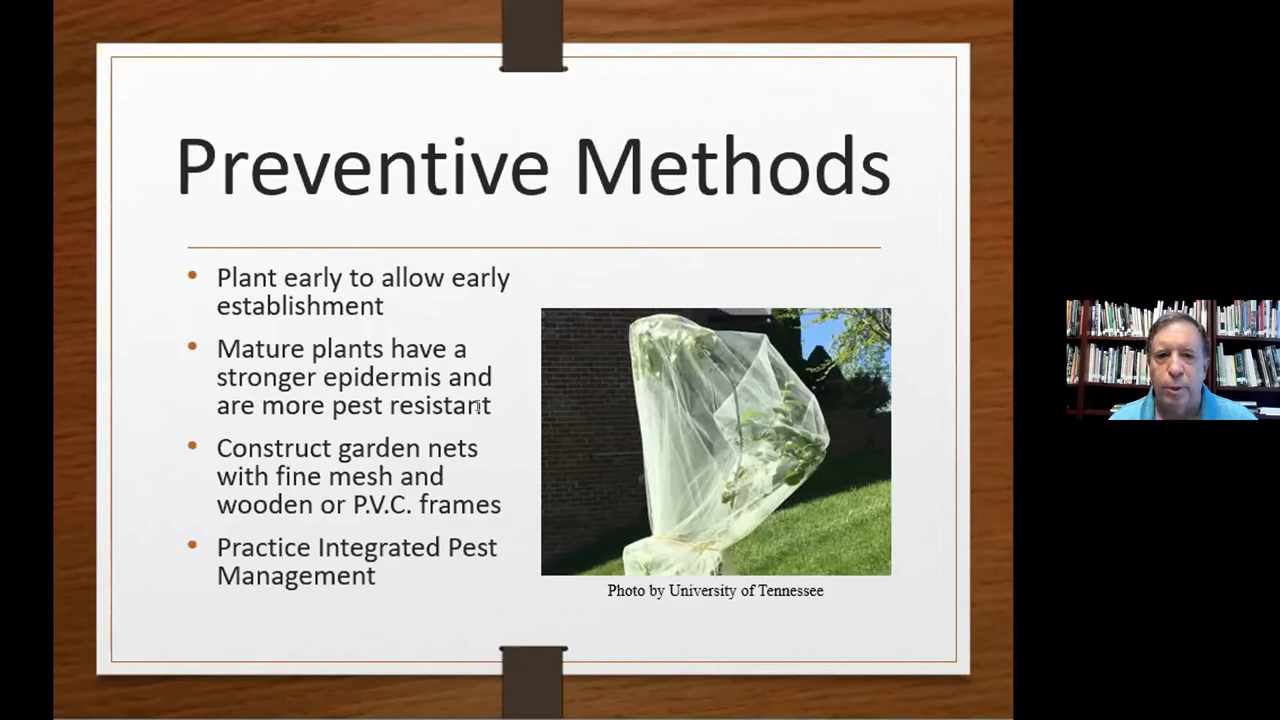 Preventive Methods
Plant early to allow early
establishment
Mature plants have a
stronger epidermis and
are more pest resistant
Construct garden nets
with fine mesh and
wooden or P.V.C. frames
Practice Integrated Pest
Management
Photo by University of Tennessee